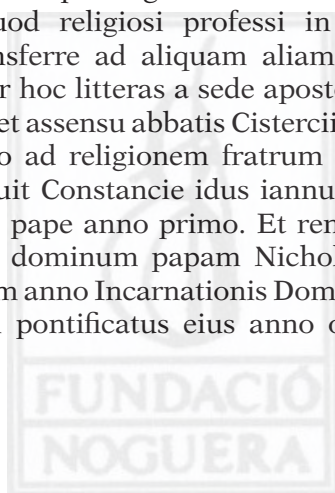 quod religiosi professi in
nsferre ad aliquam aliam
r hoc litteras a sede apost
et assensu abbatis Cistercii
o ad religionem fratrum
uit Constancie idus iannu
pape anno primo. Et ren
dominum papam Nichol
m anno Incarnationis Dom
pontificatus eius anno
FUNDACIÓ
NOGUERA